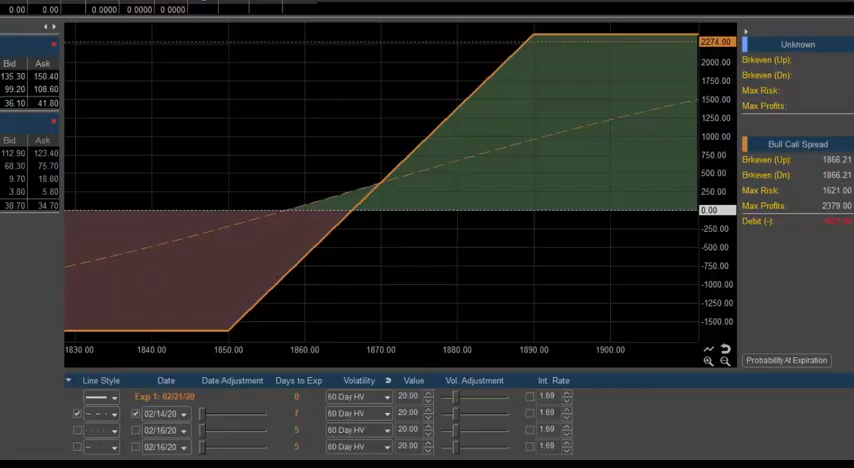 0.00 0.00 0.0000 0.0000 0.0000
Bid Ask
135.30 150.40
99.20 108.60
36.10 41.80
Bid Ask
112.90 123.40
68.30 75.70
9.70 18.80
3.80 5.80
38.70 34.70
2274.00
2000.00
1750.00
1500.00
1250.00
1000.00
750.00
500.00
250.00
0.00
-250.00
-500.00
-750.00
-1000.00
-1250.00
-1500.00
1830.00 1840.00 1850.00 1860.00 1870.00 1880.00 1890.00 1900.00
Unknown
Brkeven (Up):
Brkeven (Dn):
Max Risk:
Max Profits:
Bull Call Spread
Brkeven (Up): 1866.21
Brkeven (Dn): 1866.21
Max Risk: 1621.00
Max Profits: 2379.00
Debit (-):
Probability At Expiration
Line Style Date Date Adjustment Days to Exp Volatility Value Vol. Adjustment Int. Rate
Exp 1: 02/21/20 0 60 Day HV 20.00 1.69
02/14/20 7 60 Day HV 20.00 1.69
02/16/20 5 60 Day HV 20.00 1.69
02/16/20 5 60 Day HV 20.00 1.69